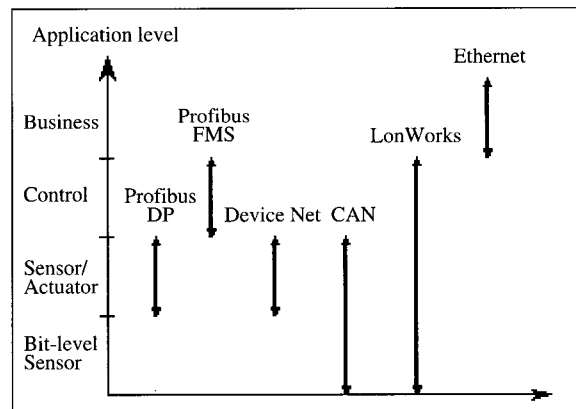 Application level
Ethernet
Business
Profibus
FMS
LonWorks
Control
Profibus
DP
Device Net
CAN
Sensor/
Actuator
Bit-level
Sensor